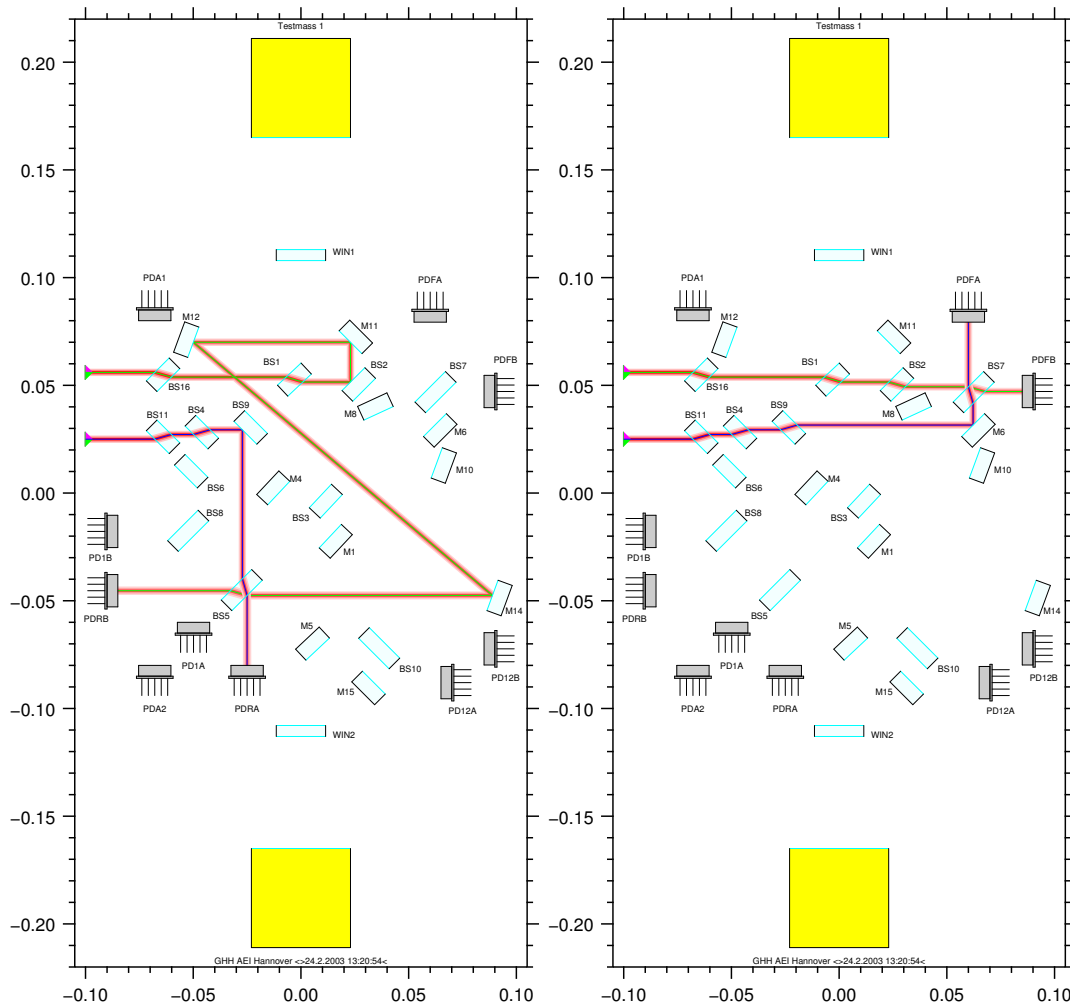 Testmass 1 Testmass 1
0.20 0.20
0.15 0.15
WIN1 WIN1
0.10 PDA1 PDFA 0.10 PDA1 PDFA
M12 M11 M12 M11
BS1 BS2 BS7 PDFB BS1 BS2 BS7 PDFB
0.05 BS16 0.05 BS16
BS11 BS4 BS9 M8 M6 BS11 BS4 BS9 M8 M6
BS6 M4 M10 BS6 M4 M10
0.00 0.00
BS8 BS3 BS8 BS3
PD1B M1 PD1B M1
−0.05 PDRB BS5 M14 −0.05 PDRB BS5 M14
PD1A M5 BS10 PD12B PD1A M5 BS10 PD12B
PDA2 PDRA M15 PD12A PDA2 PDRA M15 PD12A
−0.10 −0.10
WIN2 WIN2
−0.15 −0.15
−0.20 −0.20
GHH AEI Hannover <>24.2.2003 13:20:54< GHH AEI Hannover <>24.2.2003 13:20:54<
−0.10 −0.05 0.00 0.05 0.10 −0.10 −0.05 0.00 0.05 0.10